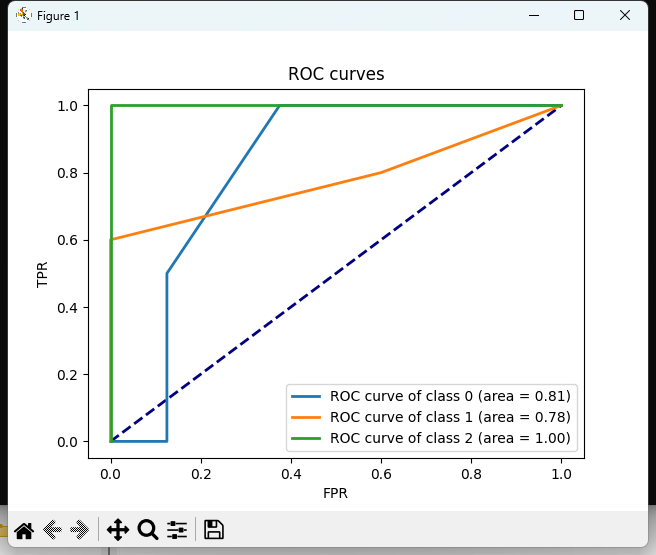 Figure 1
ROC curves
1.0
0.8
0.6
0.4
0.2
0.0
TPR
ROC curve of class 0 (area = 0.81)
ROC curve of class 1 (area = 0.78)
ROC curve of class 2 (area = 1.00)
0.0 0.2 0.4 0.6 0.8 1.0
FPR